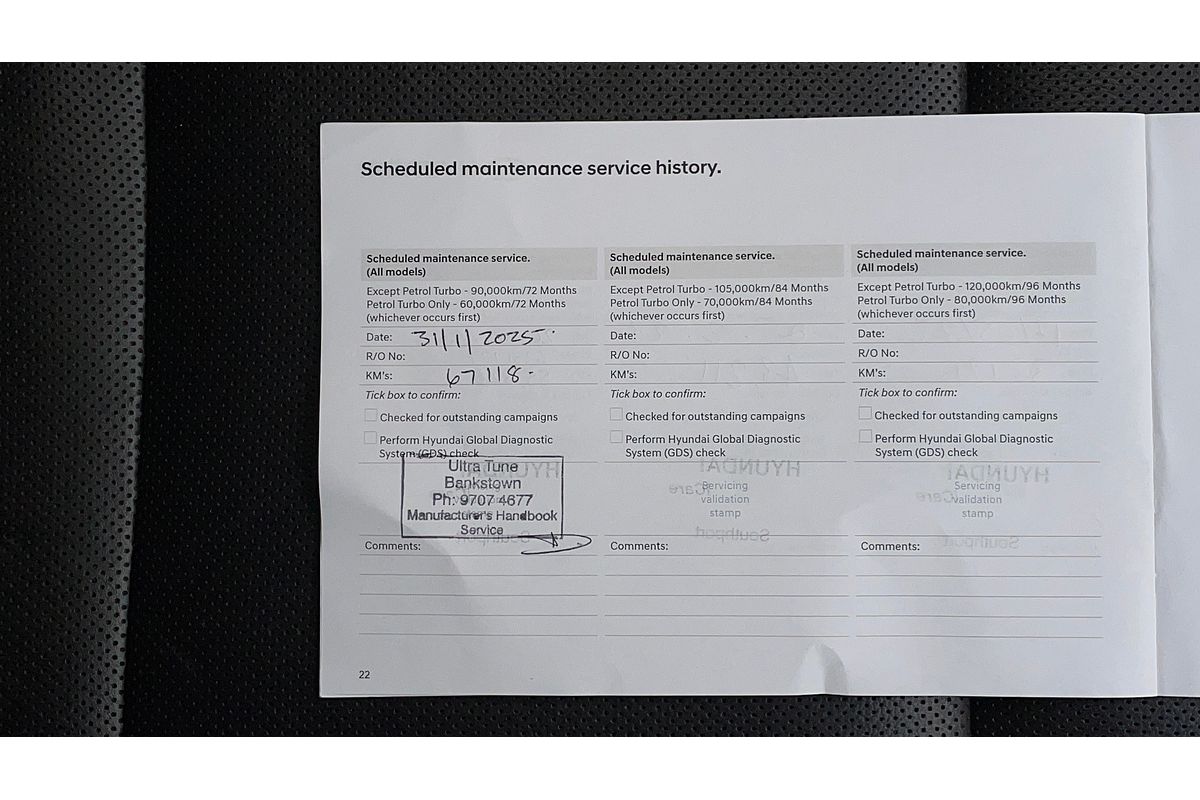 Scheduled maintenance service history.
Scheduled maintenance service.
(All models)
Except Petrol Turbo - 90,000km/72 Months
Petrol Turbo Only - 60,000km/72 Months
(whichever occurs first)
Date: 31/1/2025
R/O No:
KM's: 67118
Tick box to confirm:
Checked for outstanding campaigns
Perform Hyundai Global Diagnostic
System (GDS) check
Ultra Tune
Bankstown
Ph: 9707 4677
Manufacturer's Handbook
Service
Comments:
Scheduled maintenance service.
(All models)
Except Petrol Turbo - 105,000km/84 Months
Petrol Turbo Only - 70,000km/84 Months
(whichever occurs first)
Date:
R/O No:
KM's:
Tick box to confirm:
Checked for outstanding campaigns
Perform Hyundai Global Diagnostic
System (GDS) check
HYUNDAI
iCare
Servicing
validation
stamp
Southport
Comments:
Scheduled maintenance service.
(All models)
Except Petrol Turbo - 120,000km/96 Months
Petrol Turbo Only - 80,000km/96 Months
(whichever occurs first)
Date:
R/O No:
KM's:
Tick box to confirm:
Checked for outstanding campaigns
Perform Hyundai Global Diagnostic
System (GDS) check
HYUNDAI
iCare
Servicing
validation
stamp
Southport
Comments:
22